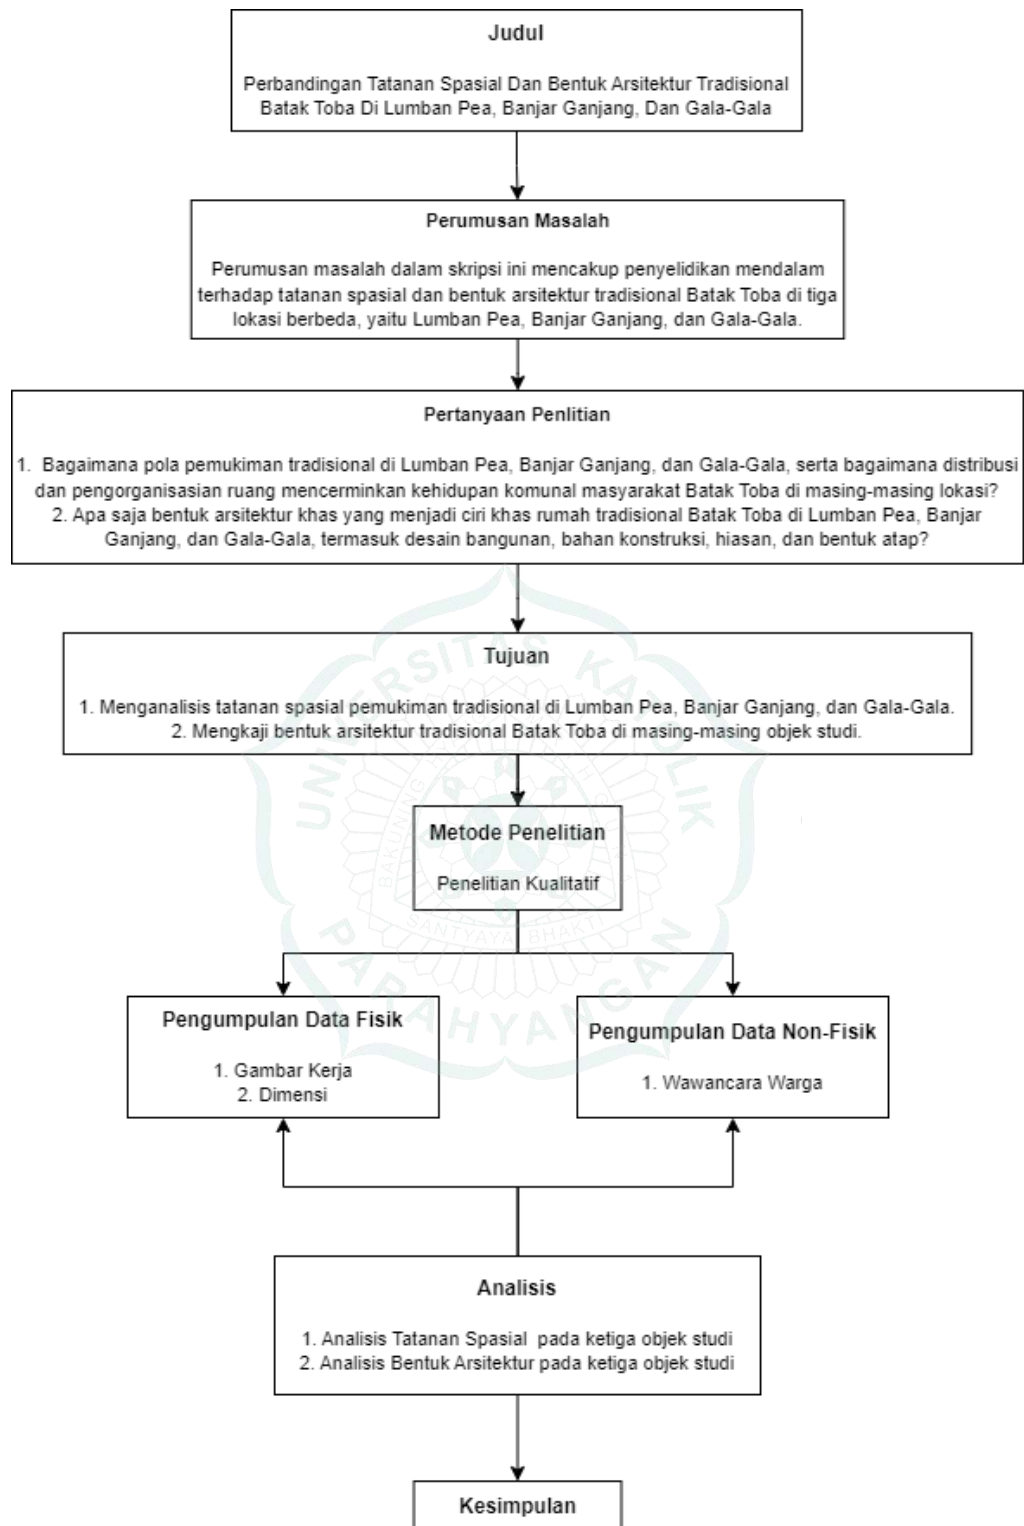 Judul
Perbandingan Tatanan Spasial Dan Bentuk Arsitektur Tradisional
Batak Toba Di Lumban Pea, Banjar Ganjang, Dan Gala-Gala
Perumusan Masalah
Perumusan masalah dalam skripsi ini mencakup penyelidikan mendalam
terhadap tatanan spasial dan bentuk arsitektur tradisional Batak Toba di tiga
lokasi berbeda, yaitu Lumban Pea, Banjar Ganjang, dan Gala-Gala.
Pertanyaan Penlitian
1. Bagaimana pola pemukiman tradisional di Lumban Pea, Banjar Ganjang, dan Gala-Gala, serta bagaimana distribusi
dan pengorganisasian ruang mencerminkan kehidupan komunal masyarakat Batak Toba di masing-masing lokasi?
2. Apa saja bentuk arsitektur khas yang menjadi ciri khas rumah tradisional Batak Toba di Lumban Pea, Banjar
Ganjang, dan Gala-Gala, termasuk desain bangunan, bahan konstruksi, hiasan, dan bentuk atap?
Tujuan
1. Menganalisis tatanan spasial pemukiman tradisional di Lumban Pea, Banjar Ganjang, dan Gala-Gala.
2. Mengkaji bentuk arsitektur tradisional Batak Toba di masing-masing objek studi.
Metode Penelitian
Penelitian Kualitatif
Pengumpulan Data Fisik
1. Gambar Kerja
2. Dimensi
Pengumpulan Data Non-Fisik
1. Wawancara Warga
Analisis
1. Analisis Tatanan Spasial pada ketiga objek studi
2. Analisis Bentuk Arsitektur pada ketiga objek studi
Kesimpulan
UNIVERSITAS KATOLIK
PARAHYANGAN
SANTYAYA BHAKTI